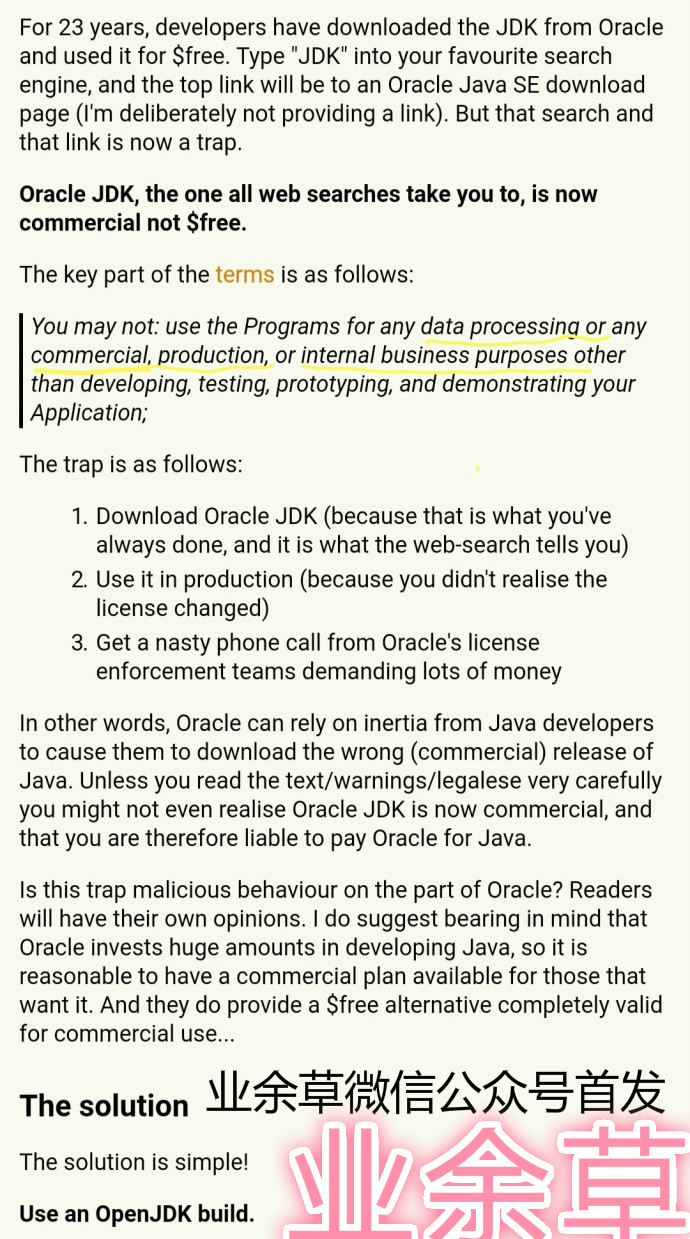 For 23 years, developers have downloaded the JDK from Oracle
and used it for $free. Type "JDK" into your favourite search
engine, and the top link will be to an Oracle Java SE download
page (I'm deliberately not providing a link). But that search and
that link is now a trap.
Oracle JDK, the one all web searches take you to, is now
commercial not $free.
The key part of the terms is as follows:
You may not: use the Programs for any data processing or any
commercial, production, or internal business purposes other
than developing, testing, prototyping, and demonstrating your
Application;
The trap is as follows:
1. Download Oracle JDK (because that is what you've
always done, and it is what the web-search tells you)
2. Use it in production (because you didn't realise the
license changed)
3. Get a nasty phone call from Oracle's license
enforcement teams demanding lots of money
In other words, Oracle can rely on inertia from Java developers
to cause them to download the wrong (commercial) release of
Java. Unless you read the text/warnings/legalese very carefully
you might not even realise Oracle JDK is now commercial, and
that you are therefore liable to pay Oracle for Java.
Is this trap malicious behaviour on the part of Oracle? Readers
will have their own opinions. I do suggest bearing in mind that
Oracle invests huge amounts in developing Java, so it is
reasonable to have a commercial plan available for those that
want it. And they do provide a $free alternative completely valid
for commercial use...
The solution 业余草微信公众号首发
The solution is simple!
业余草
Use an OpenJDK build.